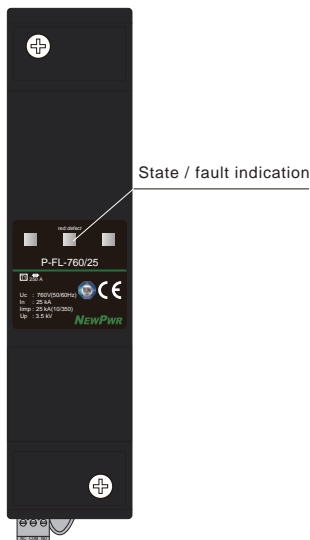 State / fault indication
red defect
P-FL-760/25
250 A
Uc : 760V(50/60Hz)
In : 25 kA
Iimp : 25 kA(10/350)
Up : 3.5 kV
NEWPWR